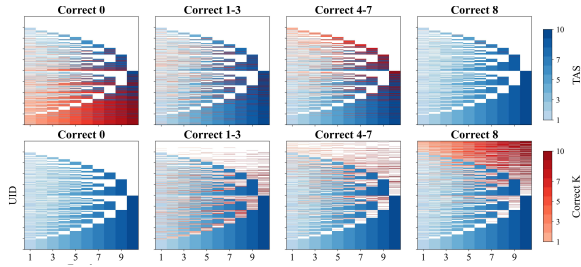 Correct 0
Correct 1-3
Correct 4-7
Correct 8
10
7
5
3
1
TAS
Correct 0
Correct 1-3
Correct 4-7
Correct 8
UID
10
7
5
3
1
Correct K
1 3 5 7 9
1 3 5 7 9
1 3 5 7 9
1 3 5 7 9